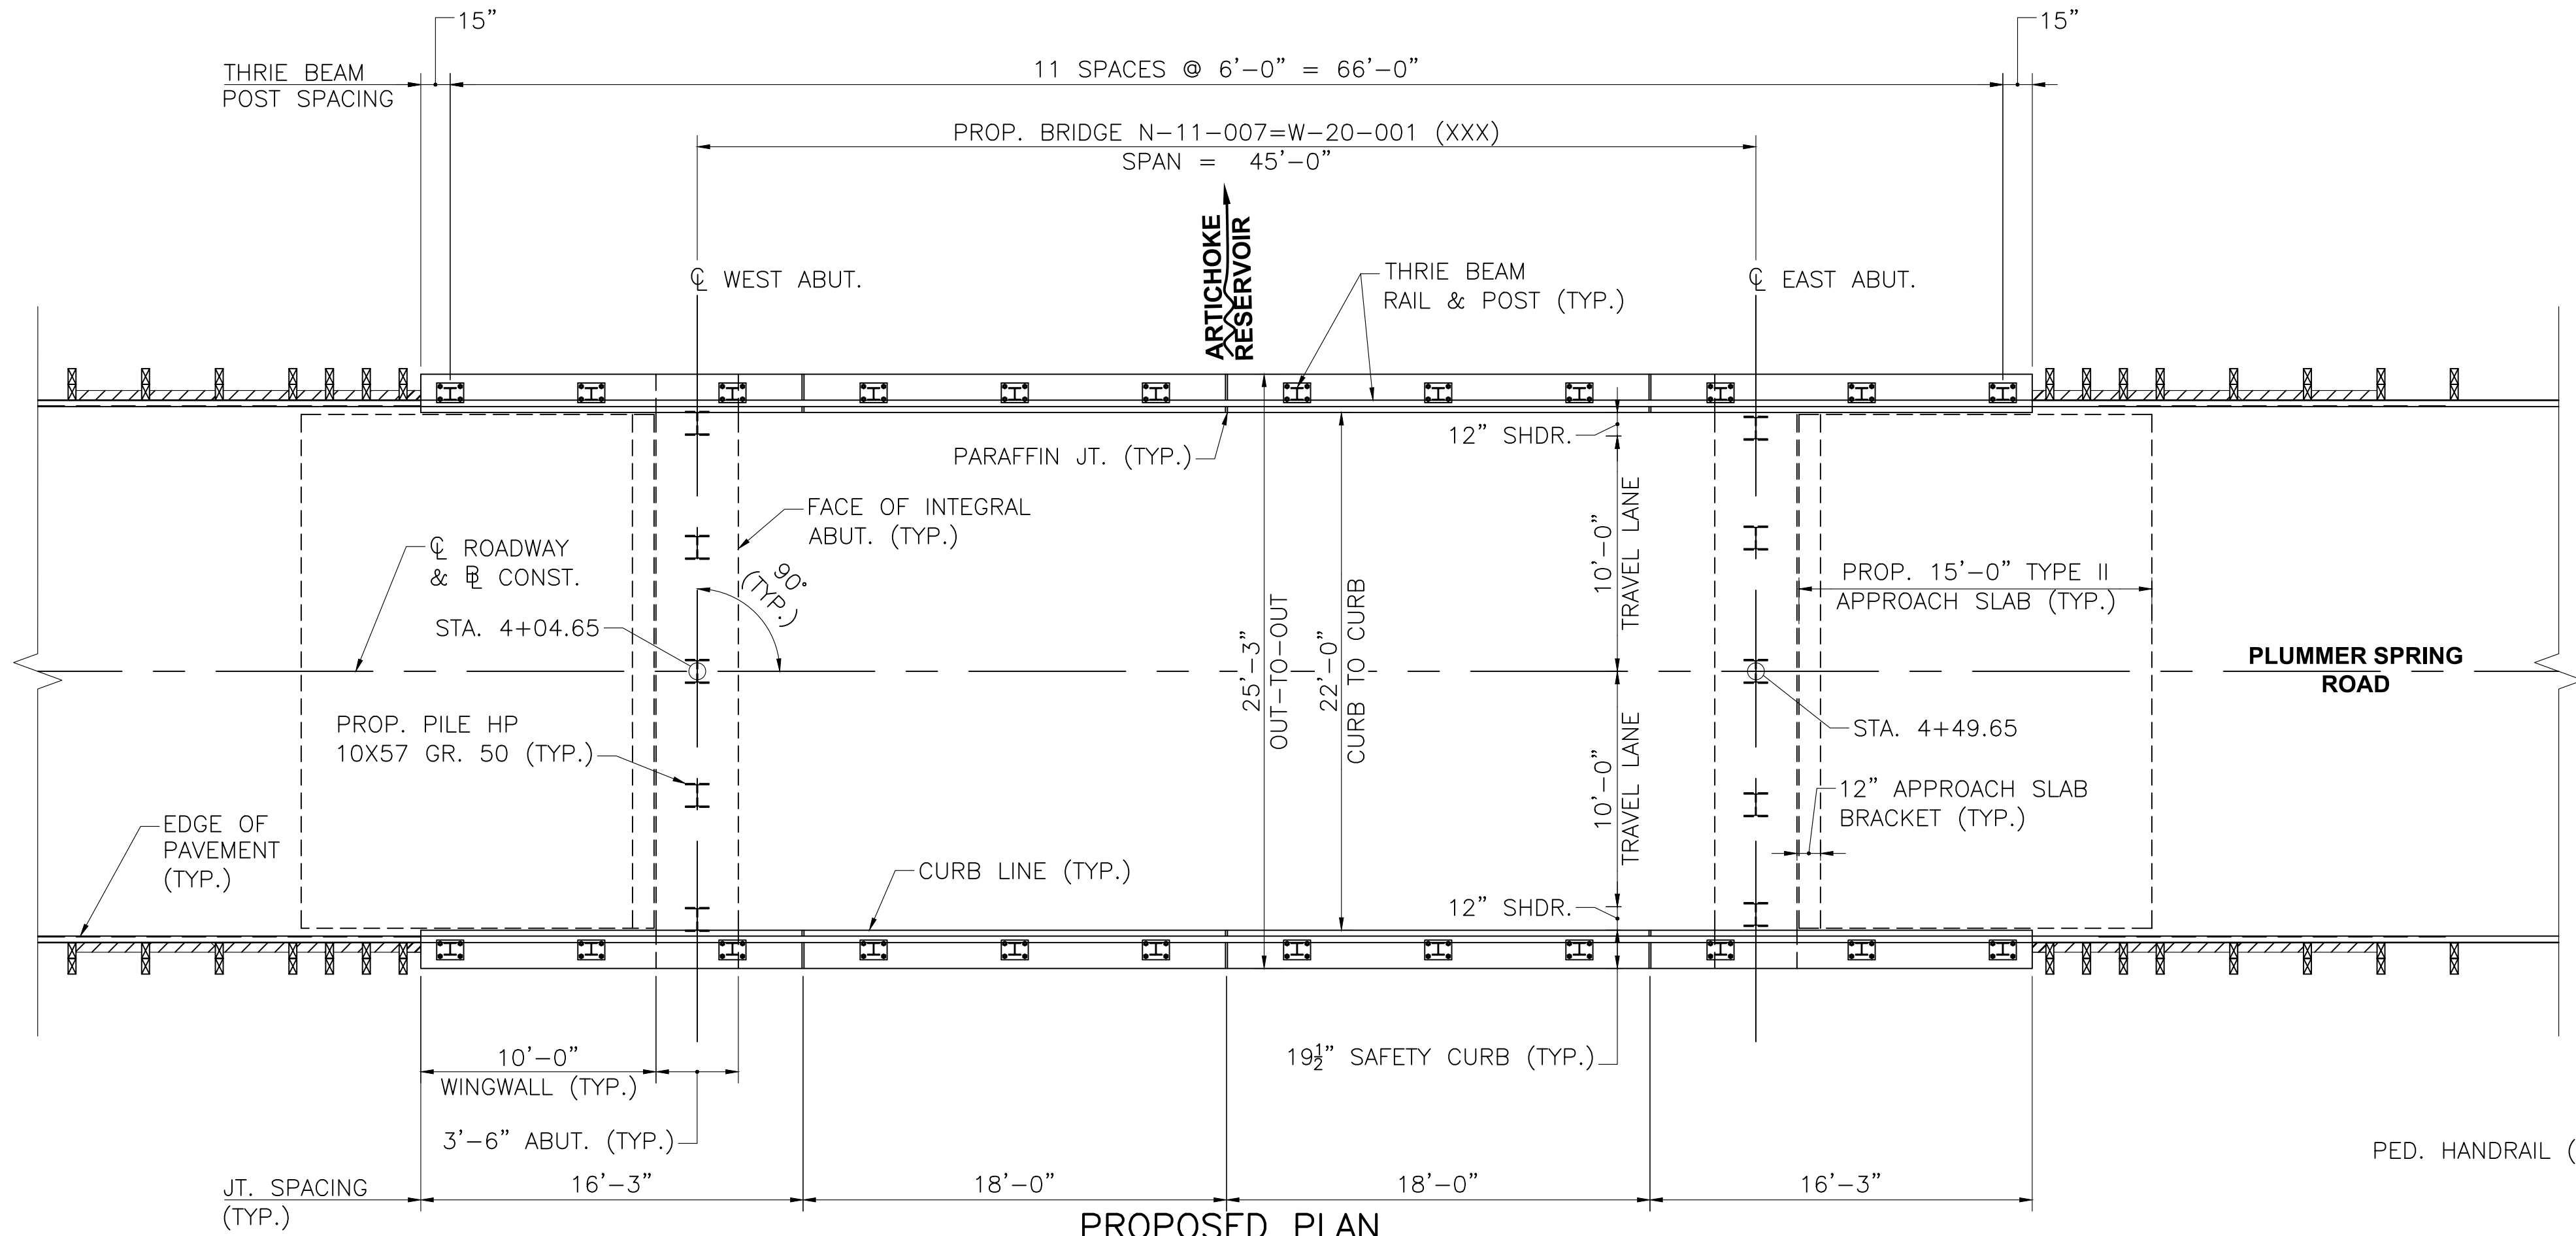 15"
15"
THRIE BEAM
POST SPACING
11 SPACES @ 6'-0" = 66'-0"
PROP. BRIDGE N-11-007=W-20-001 (XXX)
SPAN = 45'-0"
ARTICHOKE
RESERVOIR
℄ WEST ABUT.
THRIE BEAM
RAIL & POST (TYP.)
℄ EAST ABUT.
12" SHDR.
PARAFFIN JT. (TYP.)
FACE OF INTEGRAL
ABUT. (TYP.)
10'-0"
TRAVEL LANE
℄ ROADWAY
& BL CONST.
90°
(TYP.)
PROP. 15'-0" TYPE II
APPROACH SLAB (TYP.)
STA. 4+04.65
25'-3"
OUT-TO-OUT
22'-0"
CURB TO CURB
PLUMMER SPRING
ROAD
PROP. PILE HP
10X57 GR. 50 (TYP.)
STA. 4+49.65
10'-0"
TRAVEL LANE
12" APPROACH SLAB
BRACKET (TYP.)
EDGE OF
PAVEMENT
(TYP.)
CURB LINE (TYP.)
12" SHDR.
10'-0"
WINGWALL (TYP.)
19½" SAFETY CURB (TYP.)
3'-6" ABUT. (TYP.)
PED. HANDRAIL (
JT. SPACING
(TYP.)
16'-3"
18'-0"
18'-0"
16'-3"
PROPOSED PLAN